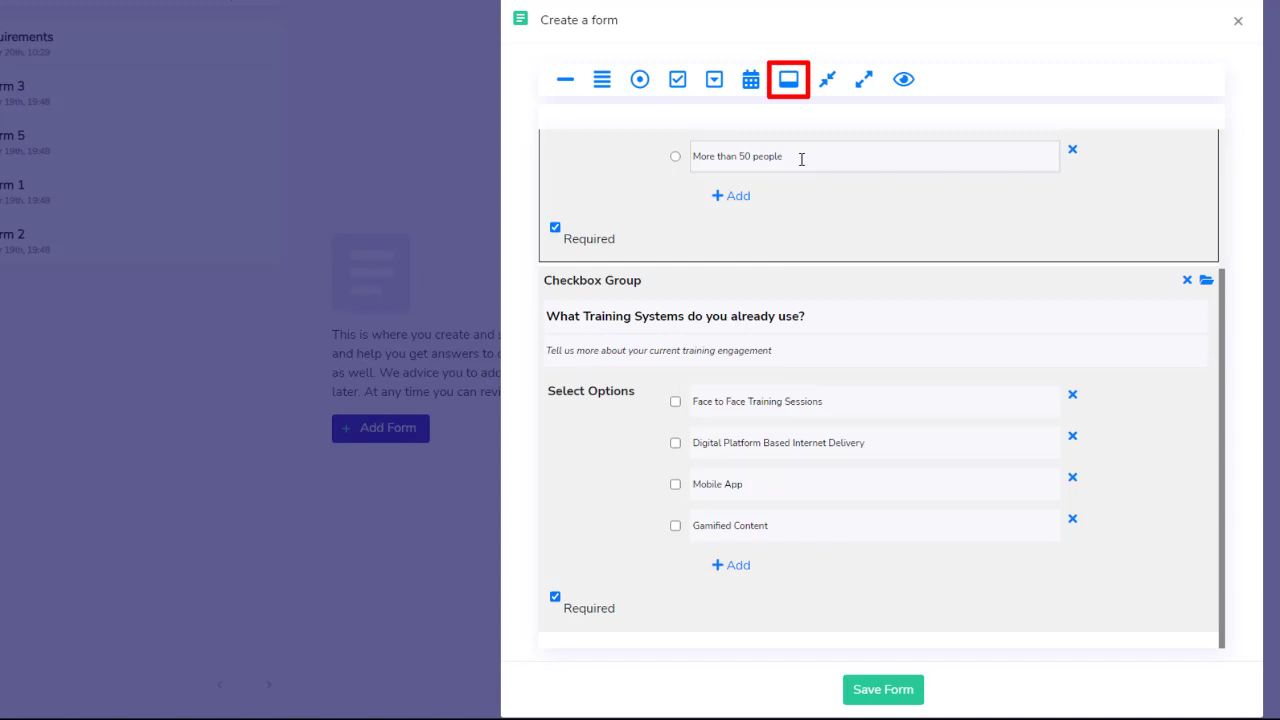 Create a form
uirements
r 20th, 10:29
rm 3
r 19th, 19:48
rm 5
r 19th, 19:48
rm 1
r 19th, 19:48
rm 2
r 19th, 19:48
This is where you create and s
and help you get answers to c
as well. We advice you to add
later. At any time you can revi
Add Form
More than 50 people
Add
Required
Checkbox Group
What Training Systems do you already use?
Tell us more about your current training engagement
Select Options
Face to Face Training Sessions
Digital Platform Based Internet Delivery
Mobile App
Gamified Content
Add
Required
Save Form